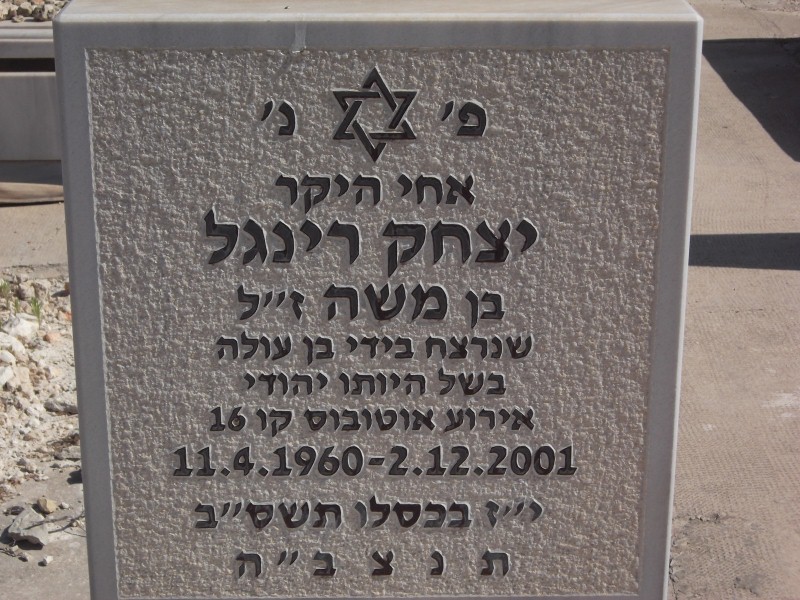 פ' נ'
אחי היקר
יצחק רינגל
בן משה ז"ל
שנרצח בידי בן עולה
בשל היותו יהודי
אירוע אוטובוס קו 16
11.4.1960-2.12.2001
י"ז בכסלו תשס"ב
ת נ צ ב"ה